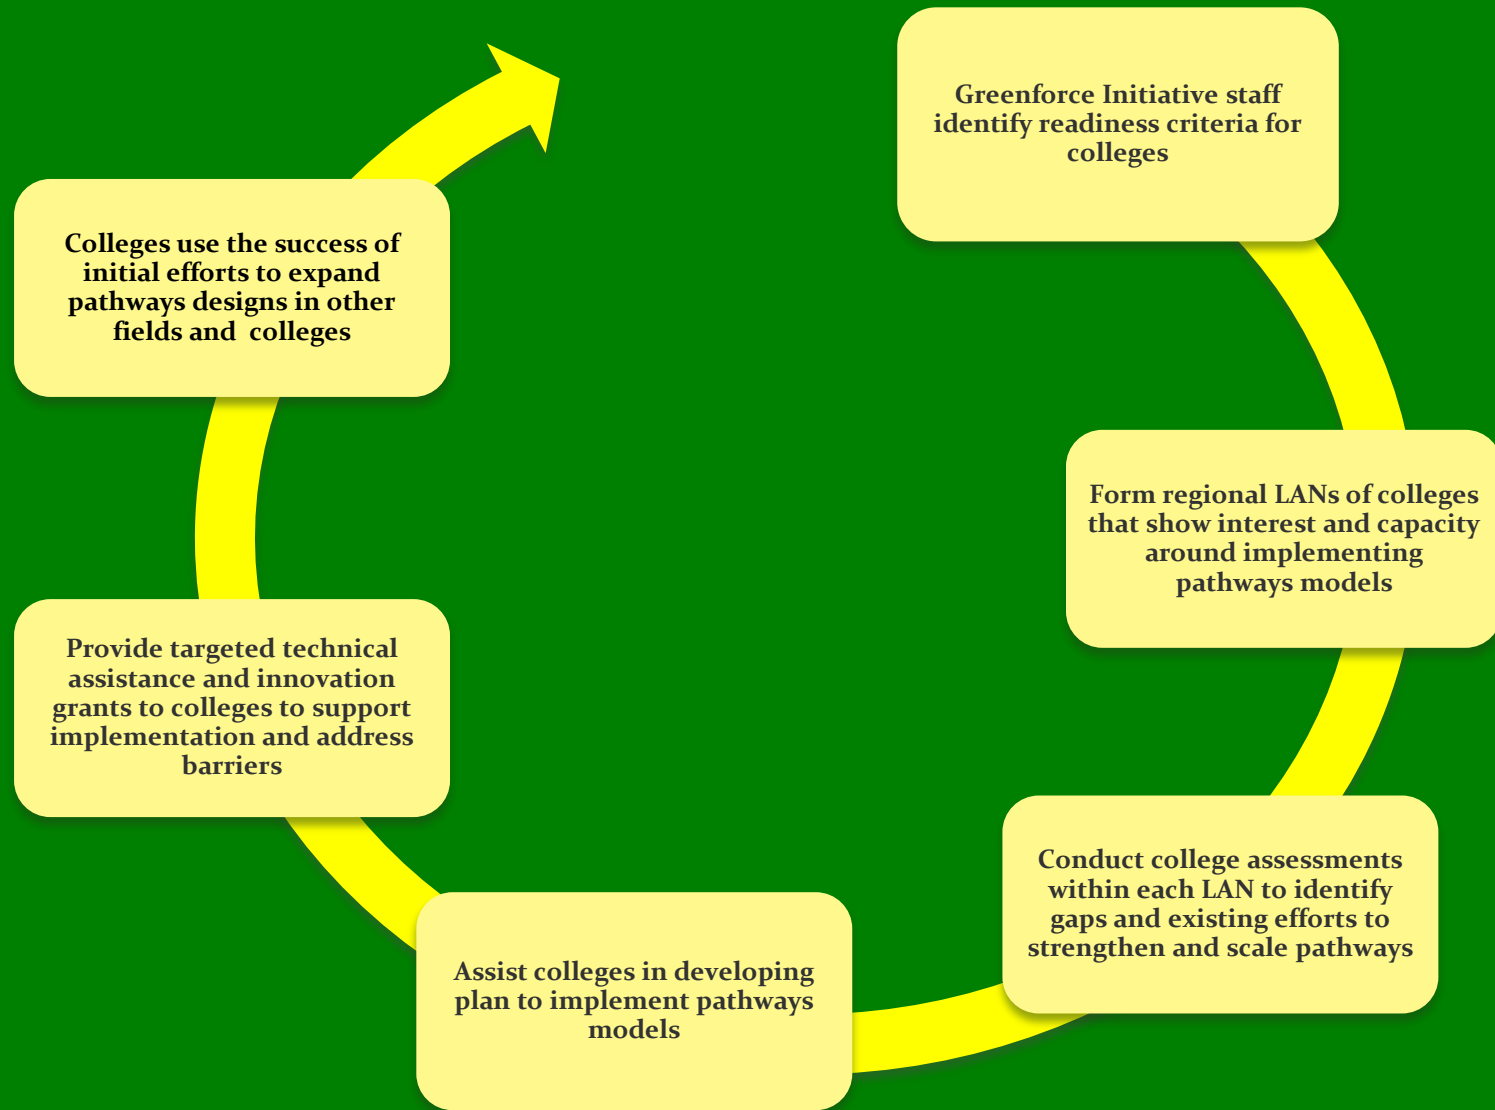 Greenforce Initiative staff
identify readiness criteria for
colleges
Form regional LANs of colleges
that show interest and capacity
around implementing
pathways models
Conduct college assessments
within each LAN to identify
gaps and existing efforts to
strengthen and scale pathways
Assist colleges in developing
plan to implement pathways
models
Provide targeted technical
assistance and innovation
grants to colleges to support
implementation and address
barriers
Colleges use the success of
initial efforts to expand
pathways designs in other
fields and  colleges